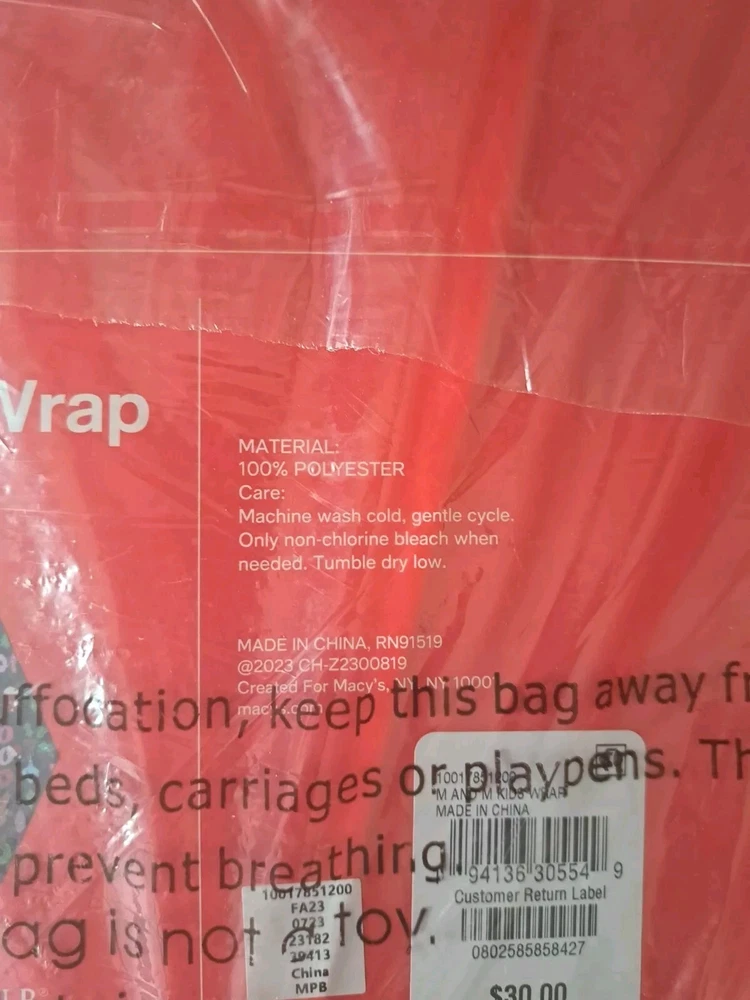 Wrap
MATERIAL:
100% POLYESTER
Care:
Machine wash cold, gentle cycle.
Only non-chlorine bleach when
needed. Tumble dry low.
MADE IN CHINA, RN91519
@2023 CH-Z2300819
Created For Macy's, NY, NY 10001
macys.com
uffocation, keep this bag away fr
beds, carriages or playpens. Th
prevent breathing.
ag is not a toy.
10017851200
M AND M KIDS WRAP
MADE IN CHINA
94136 30554 9
Customer Return Label
0802585858427
$30.00
10017851200
FA23
0723
23182
39413
China
MPB